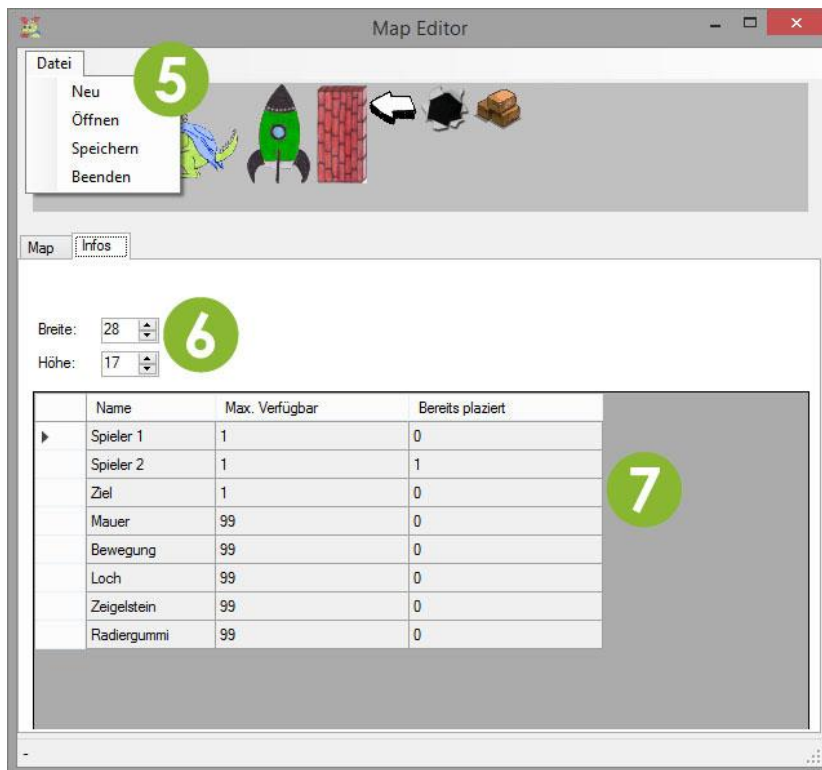 Map Editor
Datei
5
Neu
Öffnen
Speichern
Beenden
Map Infos
Breite: 28
6
Höhe: 17
Name Max. Verfügbar Bereits plaziert
Spieler 1 1 0
Spieler 2 1 1
Ziel 1 0
7
Mauer 99 0
Bewegung 99 0
Loch 99 0
Zeigelstein 99 0
Radiergummi 99 0
-